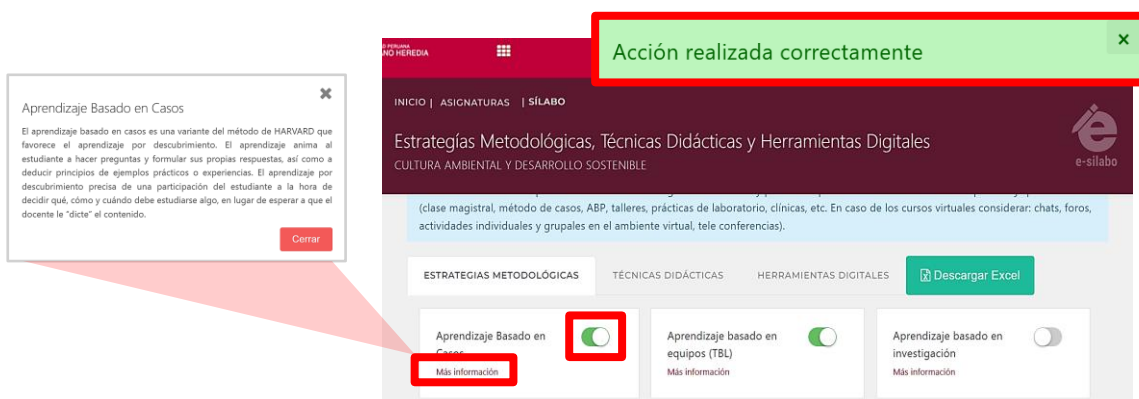 Acción realizada correctamente
×
HEREDIA
INICIO | ASIGNATURAS | SÍLABO
Estrategías Metodológicas, Técnicas Didácticas y Herramientas Digitales
CULTURA AMBIENTAL Y DESARROLLO SOSTENIBLE
e-silabo
(clase magistral, método de casos, ABP, talleres, prácticas de laboratorio, clínicas, etc. En caso de los cursos virtuales considerar: chats, foros,
actividades individuales y grupales en el ambiente virtual, tele conferencias).
ESTRATEGIAS METODOLÓGICAS TÉCNICAS DIDÁCTICAS HERRAMIENTAS DIGITALES Descargar Excel
Aprendizaje Basado en
Casos
Más información
Aprendizaje basado en
equipos (TBL)
Más información
Aprendizaje basado en
investigación
Más información
Aprendizaje Basado en Casos
El aprendizaje basado en casos es una variante del método de HARVARD que
favorece el aprendizaje por descubrimiento. El aprendizaje anima al
estudiante a hacer preguntas y formular sus propias respuestas, así como a
deducir principios de ejemplos prácticos o experiencias. El aprendizaje por
descubrimiento precisa de una participación del estudiante a la hora de
decidir qué, cómo y cuándo debe estudiarse algo, en lugar de esperar a que el
docente le "dicte" el contenido.
Cerrar